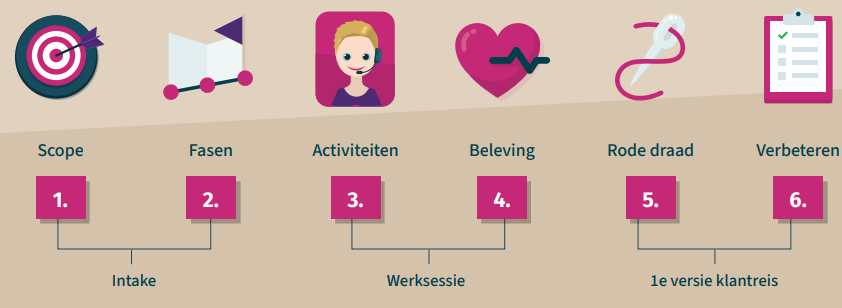 Scope
Fasen
Activiteiten
Beleving
Rode draad
Verbeteren
1.
2.
3.
4.
5.
6.
Intake
Werksessie
1e versie klantreis